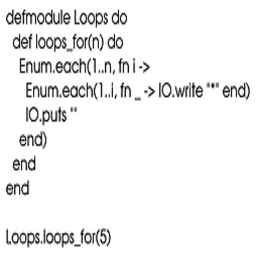 defmodule Loops do
def loops_for(n) do
Enum.each(1..n, fn i ->
Enum.each(1..i, fn _ -> IO.write "*" end)
IO.puts ""
end)
end
end
Loops.loops_for(5)